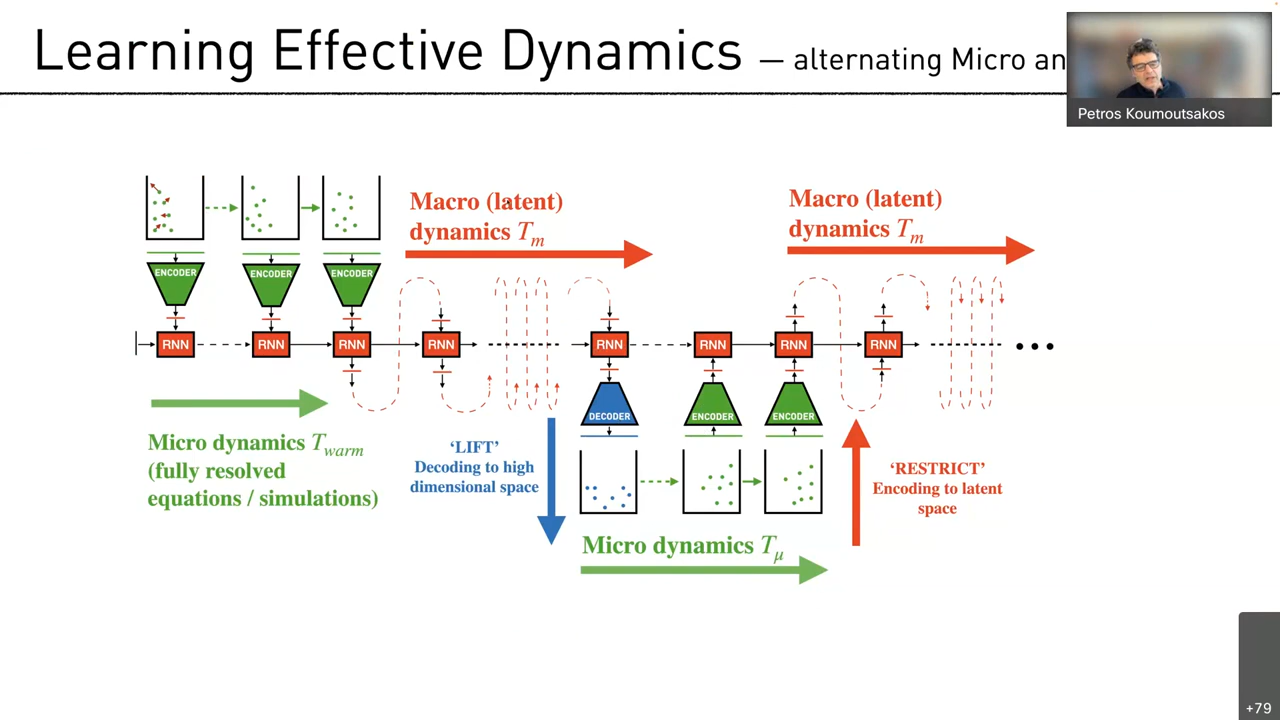 Learning Effective Dynamics — alternating Micro an
Petros Koumoutsakos
Macro (latent)
dynamics Tm
Macro (latent)
dynamics Tm
ENCODER
ENCODER
ENCODER
RNN
RNN
RNN
RNN
RNN
RNN
RNN
RNN
DECODER
ENCODER
ENCODER
Micro dynamics Twarm
(fully resolved
equations / simulations)
‘LIFT’
Decoding to high
dimensional space
‘RESTRICT’
Encoding to latent
space
Micro dynamics Tμ
+79